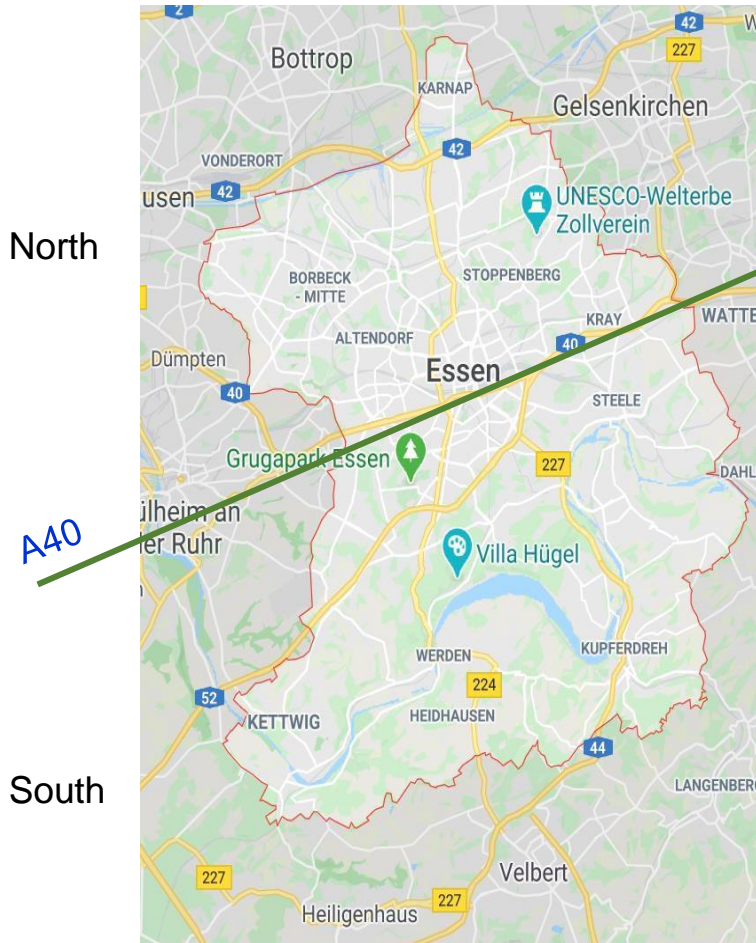 2
42
W
227
Bottrop
KARNAP
Gelsenkirchen
42
VONDERORT
42
usen
UNESCO-Welterbe
Zollverein
North
BORBECK
- MITTE
STOPPENBERG
KRAY
WATTE
ALTENDORF
40
Dümpten
Essen
40
STEELE
Grugapark Essen
227
DAHL
ülheim an
er Ruhr
A40
Villa Hügel
WERDEN
KUPFERDREH
224
52
KETTWIG
HEIDHAUSEN
44
South
LANGENBERG
Velbert
227
227
Heiligenhaus